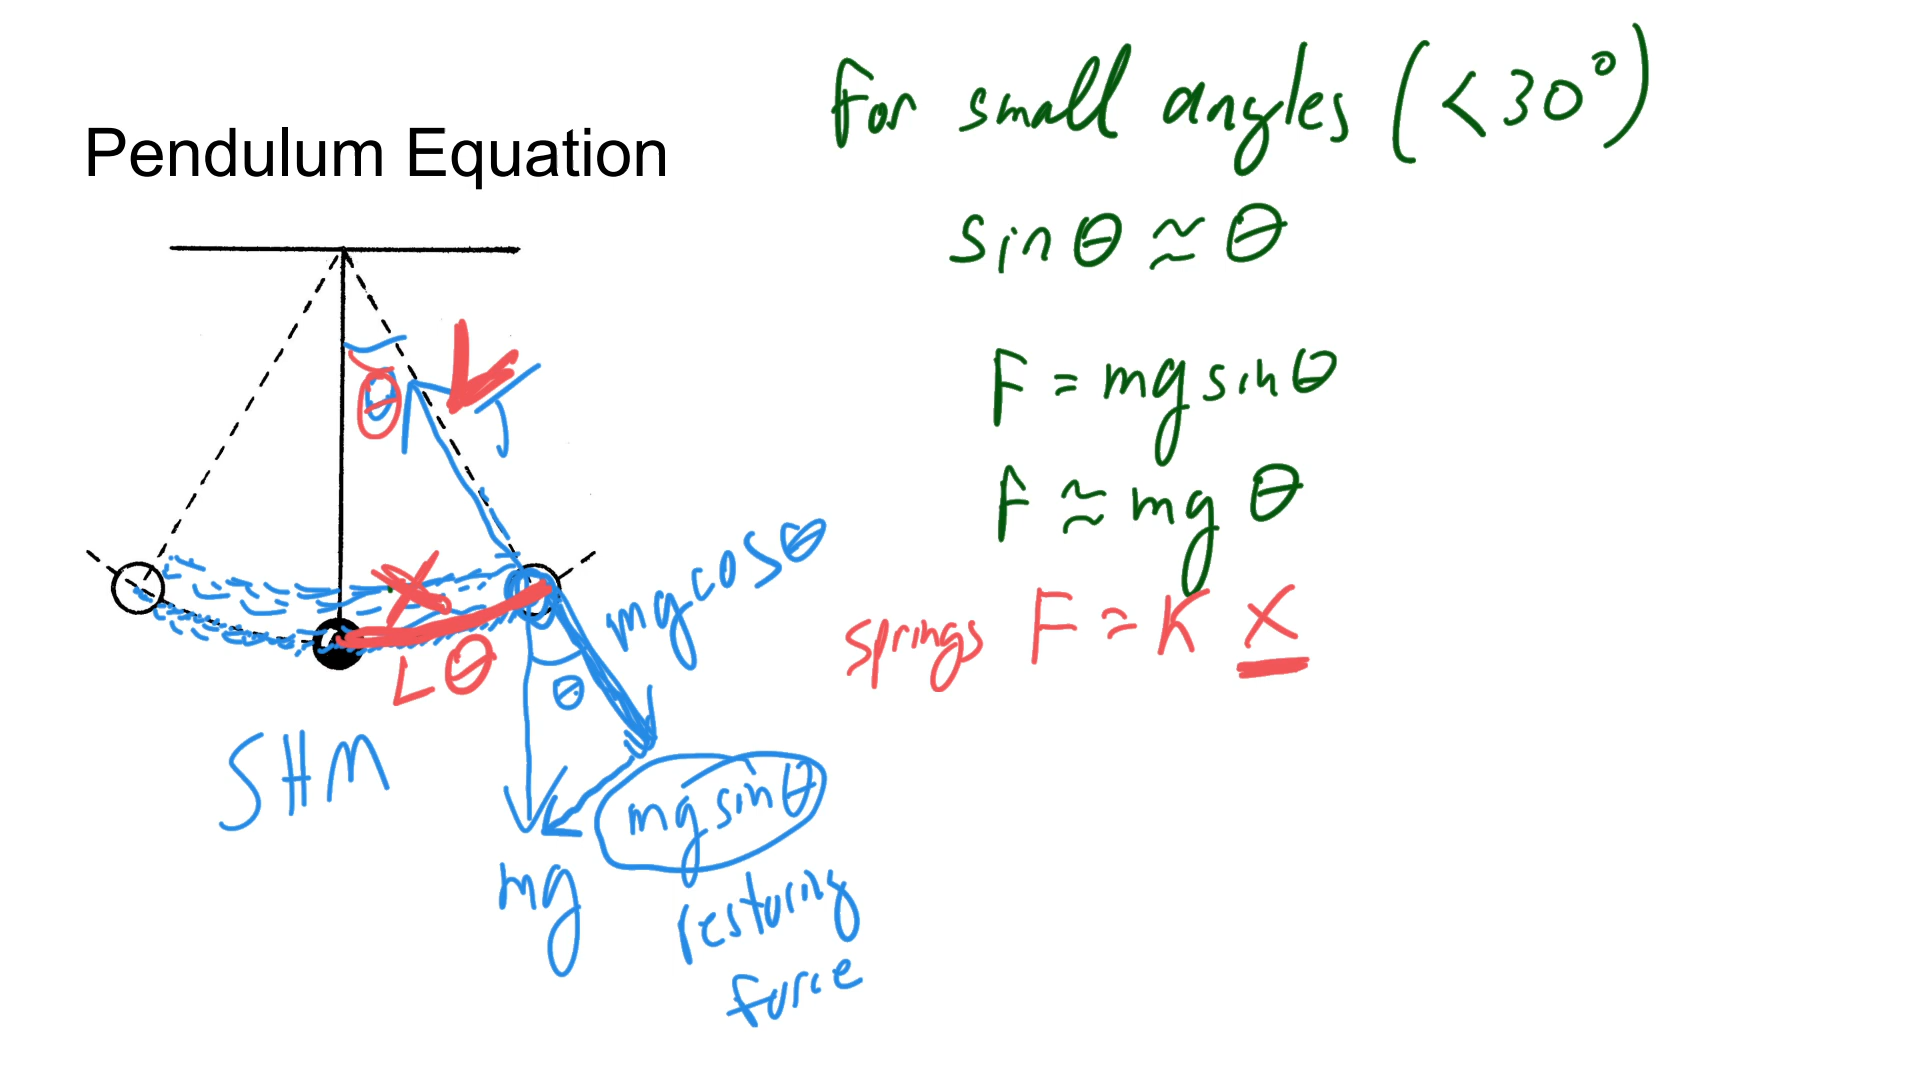 Pendulum Equation
For small angles (<30°)
sin θ ≈ θ
F = mg sin θ
F ≈ mg θ
springs F = K x
θ
θ
L
T
x
Lθ
θ
mg cos θ
SHM
mg sin θ
mg
restoring
force